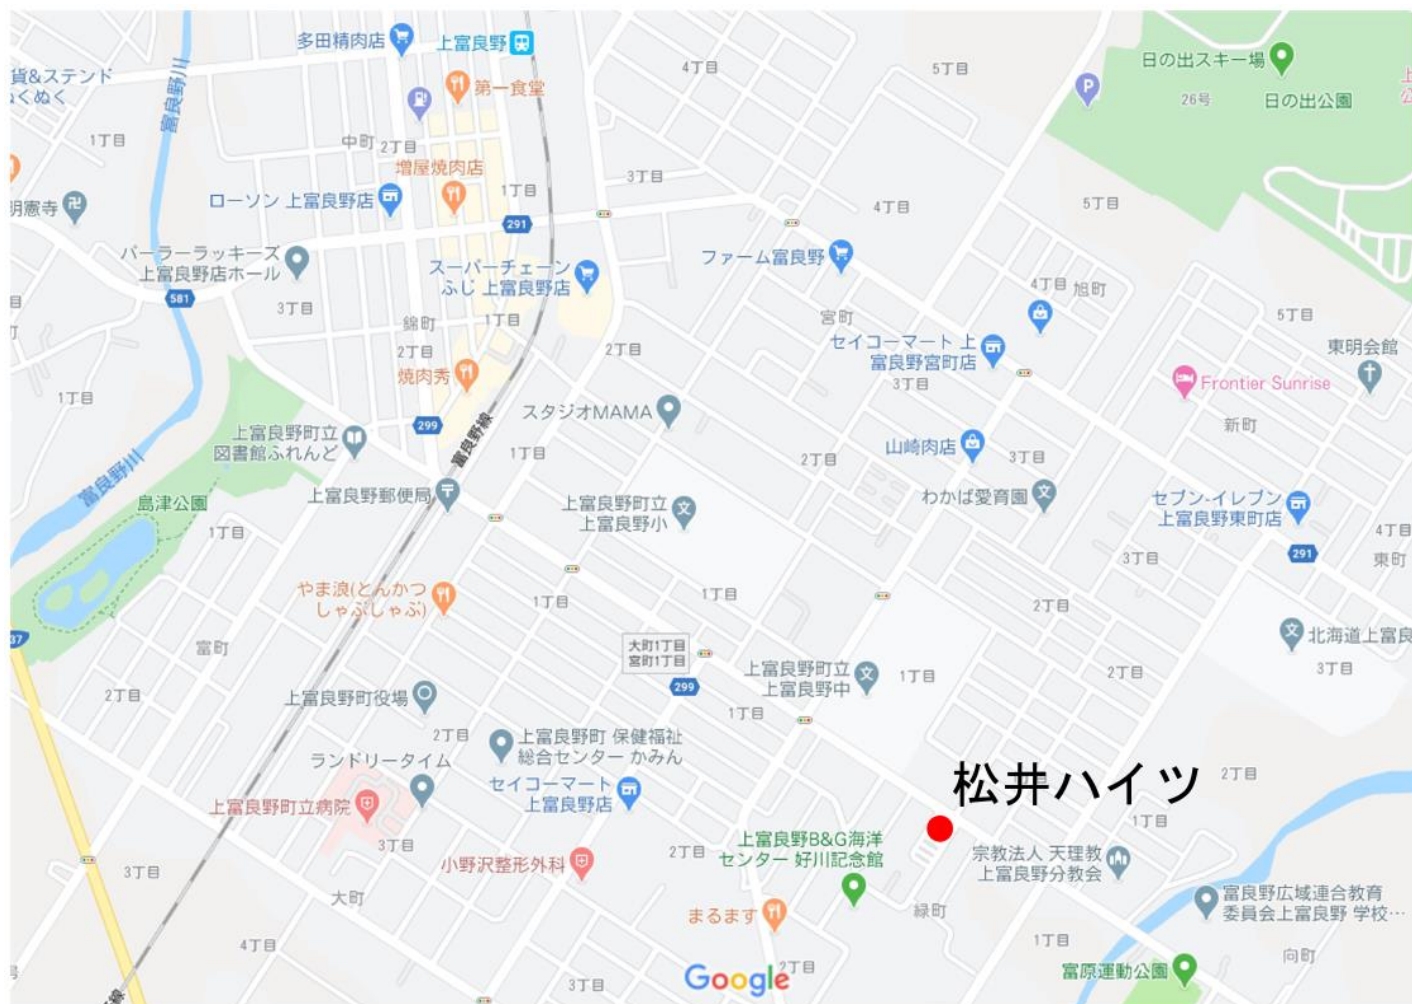 多田精肉店
上富良野
4丁目
5丁目
日の出スキー場
貨&ステンド
第一食堂
P
26号
日の出公園
富良野川
1丁目
中町
2丁目
増屋焼肉店
3丁目
ローソン 上富良野店
1丁目
明憲寺
291
4丁目
5丁目
パーラーラッキーズ
上富良野店ホール
スーパーチェーン
ふじ 上富良野店
ファーム富良野
581
4丁目
旭町
3丁目
錦町
1丁目
宮町
5丁目
2丁目
2丁目
セイコーマート 上
富良野宮町店
東明会館
焼肉秀
3丁目
Frontier Sunrise
1丁目
スタジオMAMA
299
新町
上富良野町立
図書館ふれんど
富良野線
1丁目
山崎肉店
3丁目
2丁目
富良野川
上富良野郵便局
上富良野町立
上富良野小
わかば愛育園
セブン-イレブン
上富良野東町店
島津公園
1丁目
4丁目
3丁目
291
東町
やま浪(とんかつ
しゃぶしゃぶ)
1丁目
1丁目
2丁目
37
富町
大町1丁目
宮町1丁目
北海道上富良
2丁目
上富良野町立
上富良野中
1丁目
2丁目
3丁目
上富良野町役場
299
1丁目
2丁目
上富良野町 保健福祉
総合センター かみん
ランドリータイム
セイコーマート
上富良野店
松井ハイツ
2丁目
上富良野町立病院
1丁目
3丁目
上富良野B&G海洋
センター 好川記念館
小野沢整形外科
2丁目
宗教法人 天理教
上富良野分教会
3丁目
大町
富良野広域連合教育
委員会上富良野 学校…
まるます
緑町
4丁目
1丁目
向町
Google
2丁目
富原運動公園
3丁目